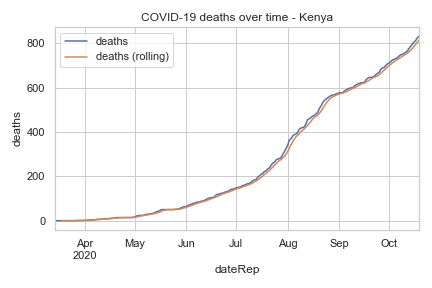 COVID-19 deaths over time - Kenya
deaths
deaths (rolling)
800
600
400
200
0
deaths
Apr May Jun Jul Aug Sep Oct
2020
dateRep